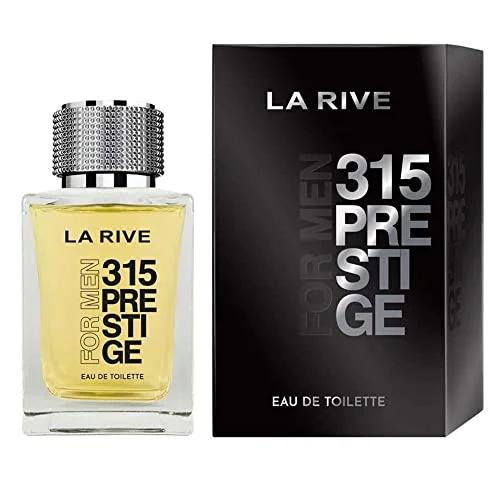 LA RIVE
FOR MEN
315
PRE
STI
GE
EAU DE TOILETTE
LA RIVE
FOR MEN
315
PRE
STI
GE
EAU DE TOILETTE
315